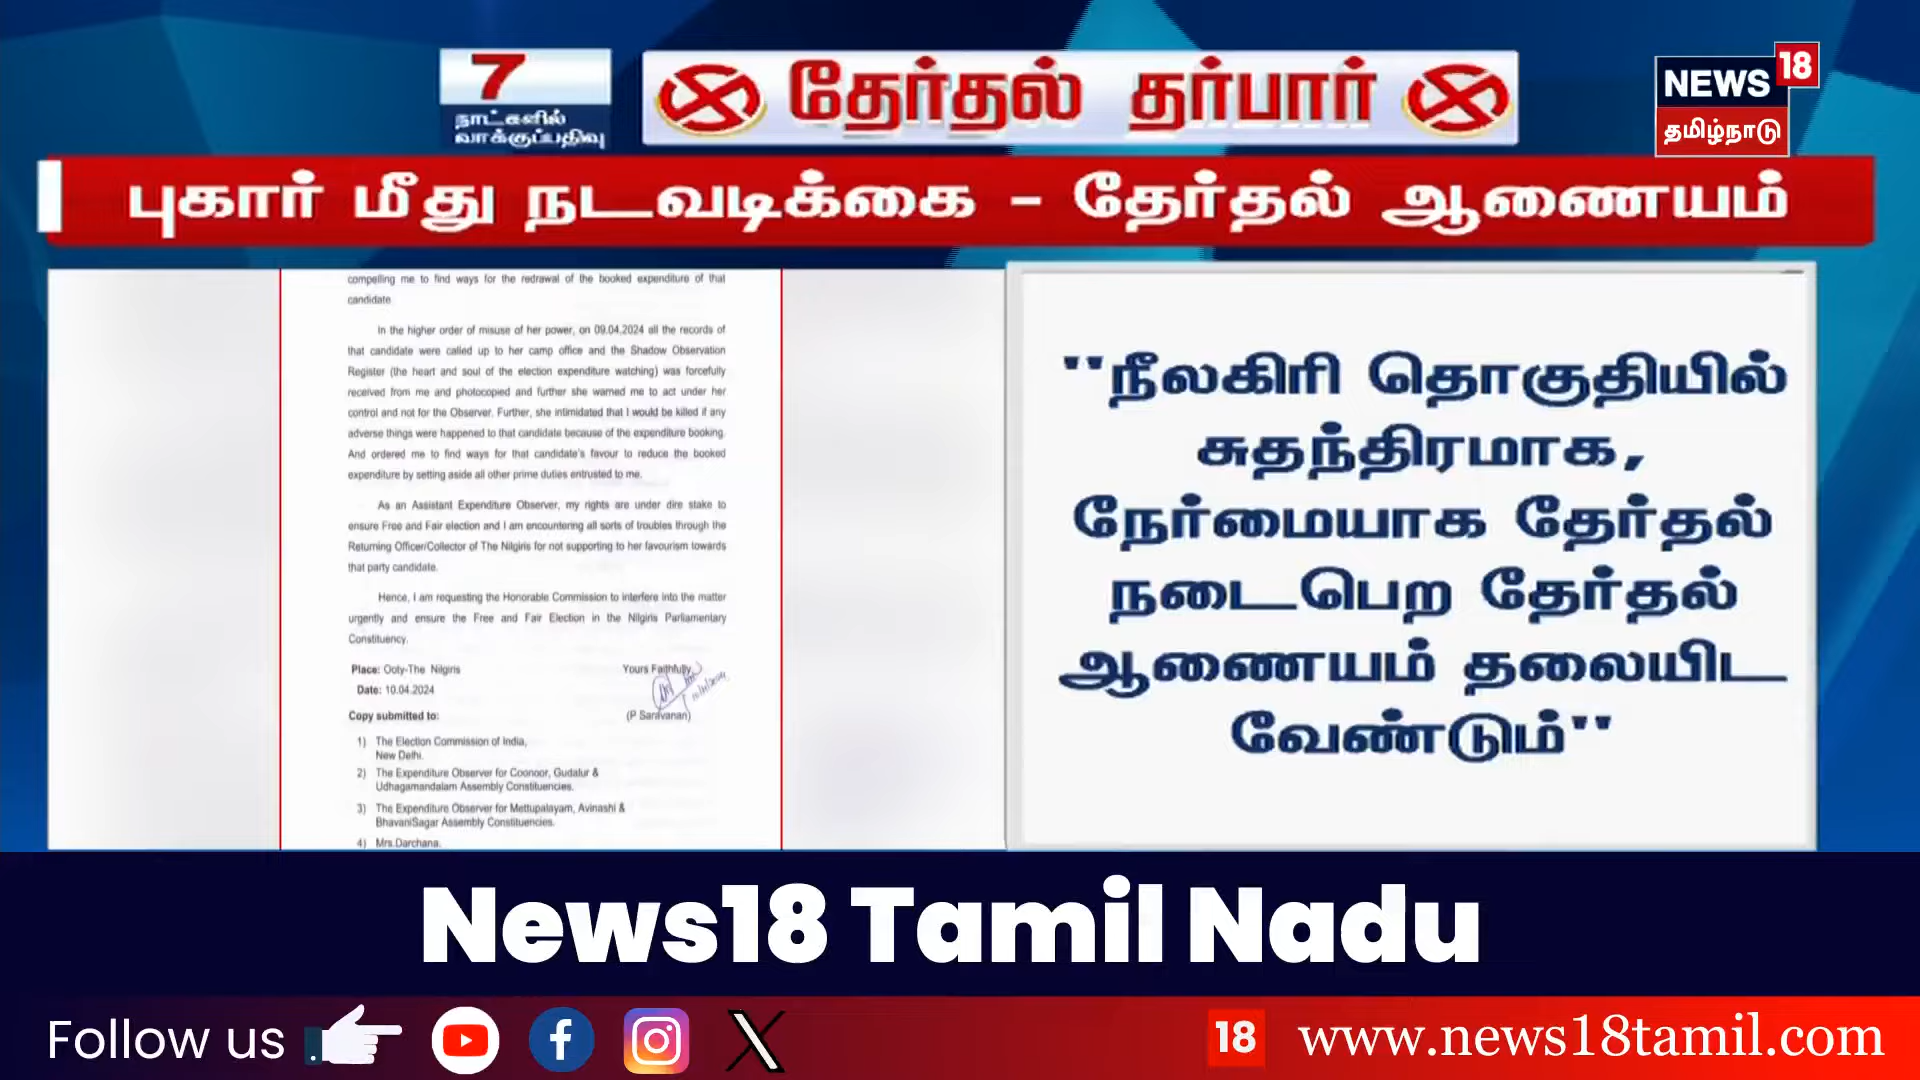 7
நாட்களில்
வாக்குப்பதிவு
தேர்தல் தர்பார்
NEWS 18
தமிழ்நாடு
புகார் மீது நடவடிக்கை - தேர்தல் ஆணையம்
compelling me to find ways for the redrawal of the booked expenditure of that
candidate
In the higher order of misuse of her power, on 09.04.2024 all the records of
that candidate were called up to her camp office and the Shadow Observation
Register (the heart and soul of the election expenditure watching) was forcefully
received from me and photocopied and further she warned me to act under her
control and not for the Observer. Further, she intimidated that I would be killed if any
adverse things were happened to that candidate because of the expenditure booking.
And ordered me to find ways for that candidate's favour to reduce the booked
expenditure by setting aside all other prime duties entrusted to me.
As an Assistant Expenditure Observer, my rights are under dire stake to
ensure Free and Fair election and I am encountering all sorts of troubles through the
Returning Officer/Collector of The Nilgiris for not supporting to her favourism towards
that party candidate.
Hence, I am requesting the Honorable Commission to interfere into the matter
urgently and ensure the Free and Fair Election in the Nilgiris Parliamentary
Constituency.
Place: Ooty-The Nilgiris
Yours Faithfully,
Date: 10.04.2024
Copy submitted to:
(P Saravanan)
1) The Election Commission of India,
New Delhi.
2) The Expenditure Observer for Coonoor, Gudalur &
Udhagamandalam Assembly Constituencies.
3) The Expenditure Observer for Mettupalayam, Avinashi &
BhavaniSagar Assembly Constituencies.
4) Mrs.Darchana.
"நீலகிரி தொகுதியில்
சுதந்திரமாக,
நேர்மையாக தேர்தல்
நடைபெற தேர்தல்
ஆணையம் தலையிட
வேண்டும்"
News18 Tamil Nadu
Follow us
18 www.news18tamil.com